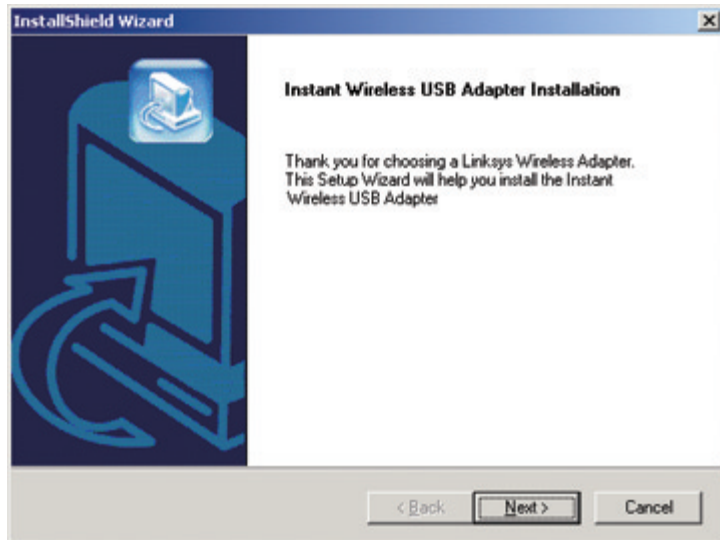 InstallShield Wizard
Instant Wireless USB Adapter Installation
Thank you for choosing a Linksys Wireless Adapter.
This Setup Wizard will help you install the Instant
Wireless USB Adapter
< Back
Next >
Cancel